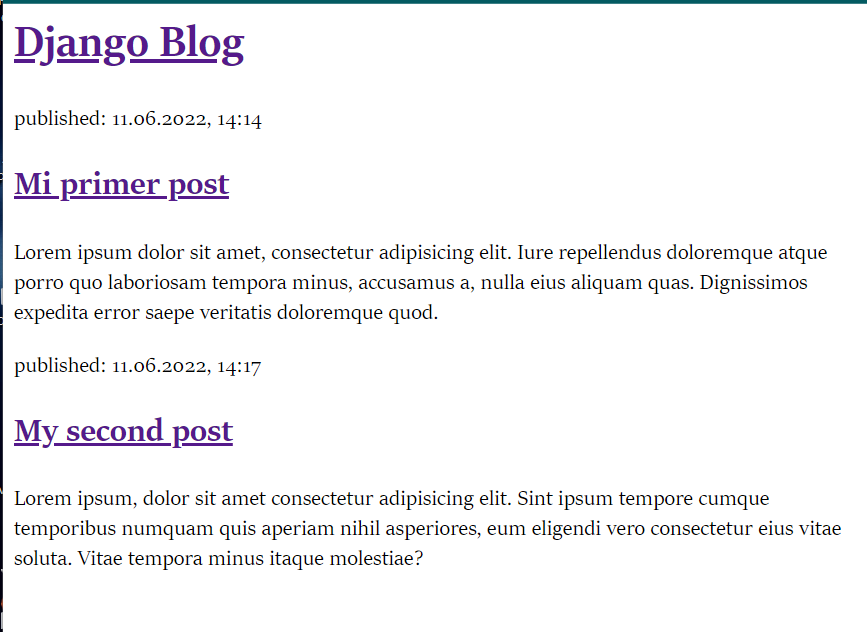 Django Blog
published: 11.06.2022, 14:14
Mi primer post
Lorem ipsum dolor sit amet, consectetur adipisicing elit. Iure repellendus doloremque atque
porro quo laboriosam tempora minus, accusamus a, nulla eius aliquam quas. Dignissimos
expedita error saepe veritatis doloremque quod.
published: 11.06.2022, 14:17
My second post
Lorem ipsum, dolor sit amet consectetur adipisicing elit. Sint ipsum tempore cumque
temporibus numquam quis aperiam nihil asperiores, eum eligendi vero consectetur eius vitae
soluta. Vitae tempora minus itaque molestiae?